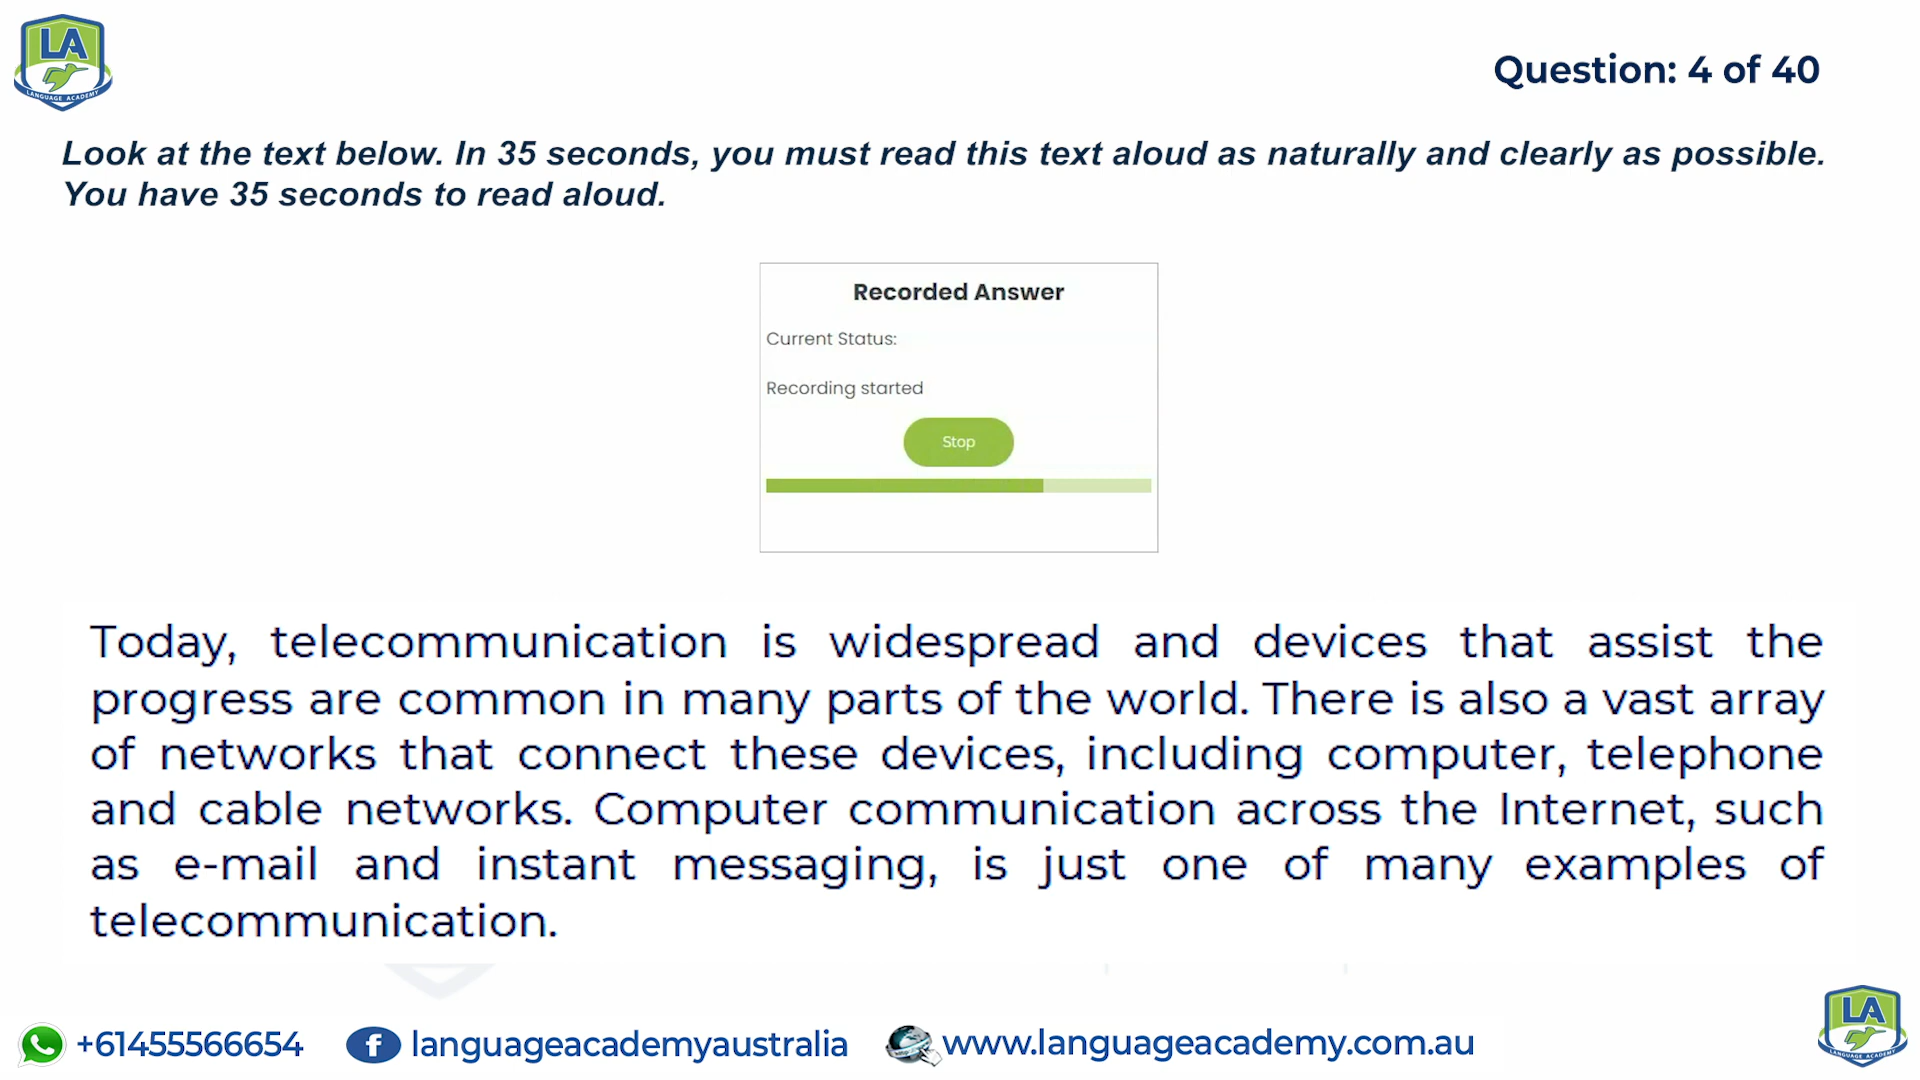 LA
LANGUAGE ACADEMY
Question: 4 of 40
Look at the text below. In 35 seconds, you must read this text aloud as naturally and clearly as possible.
You have 35 seconds to read aloud.
Recorded Answer
Current Status:
Recording started
Stop
Today, telecommunication is widespread and devices that assist the
progress are common in many parts of the world. There is also a vast array
of networks that connect these devices, including computer, telephone
and cable networks. Computer communication across the Internet, such
as e-mail and instant messaging, is just one of many examples of
telecommunication.
+61455566654
languageacademyaustralia
www.languageacademy.com.au
LA
LANGUAGE ACADEMY